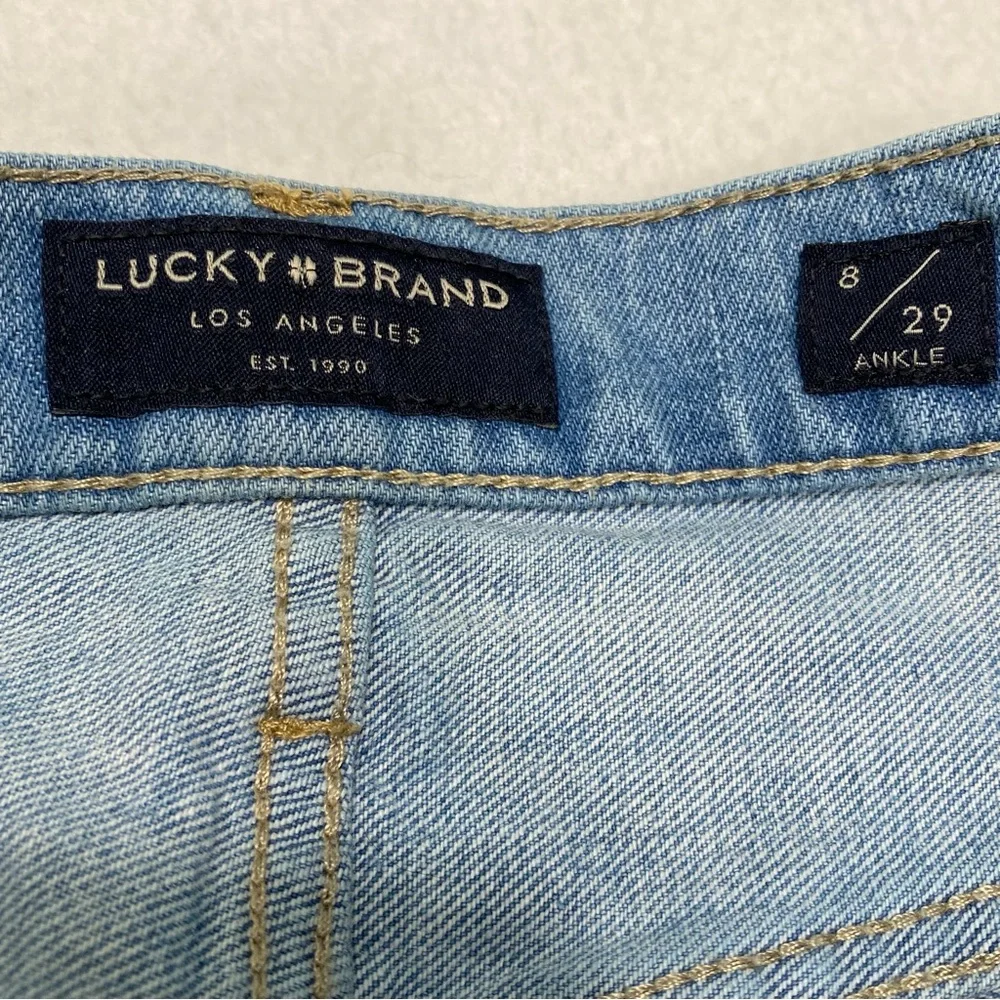 LUCKY BRAND
LOS ANGELES
EST. 1990
8/29
ANKLE